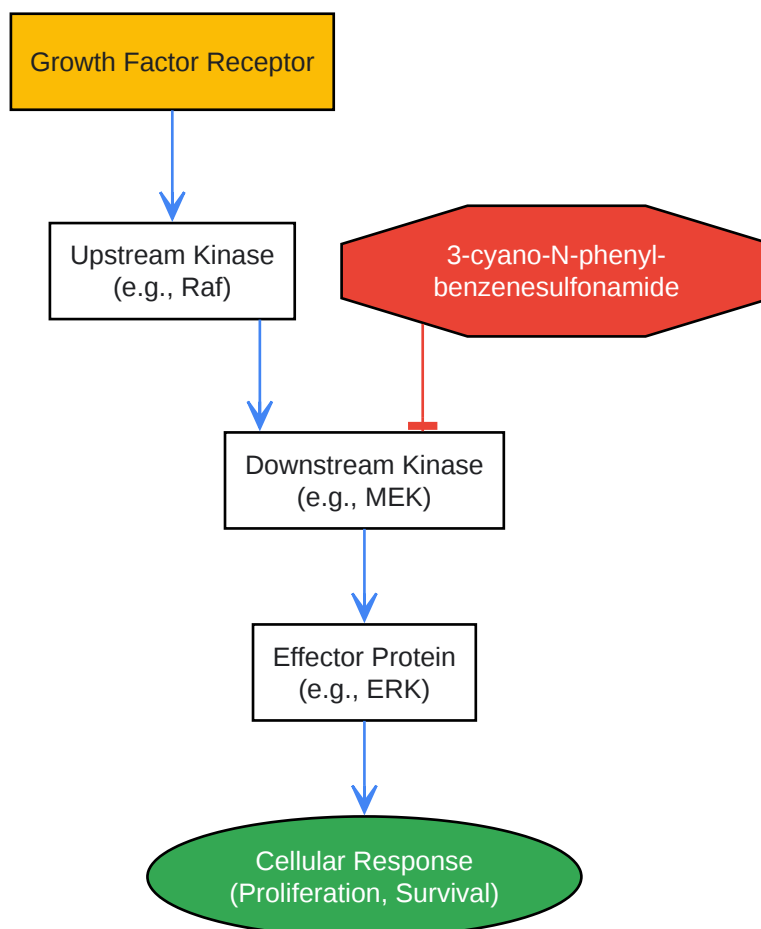 Growth Factor Receptor
Upstream Kinase
(e.g., Raf)
3-cyano-N-phenyl-
benzenesulfonamide
Downstream Kinase
(e.g., MEK)
Effector Protein
(e.g., ERK)
Cellular Response
(Proliferation, Survival)